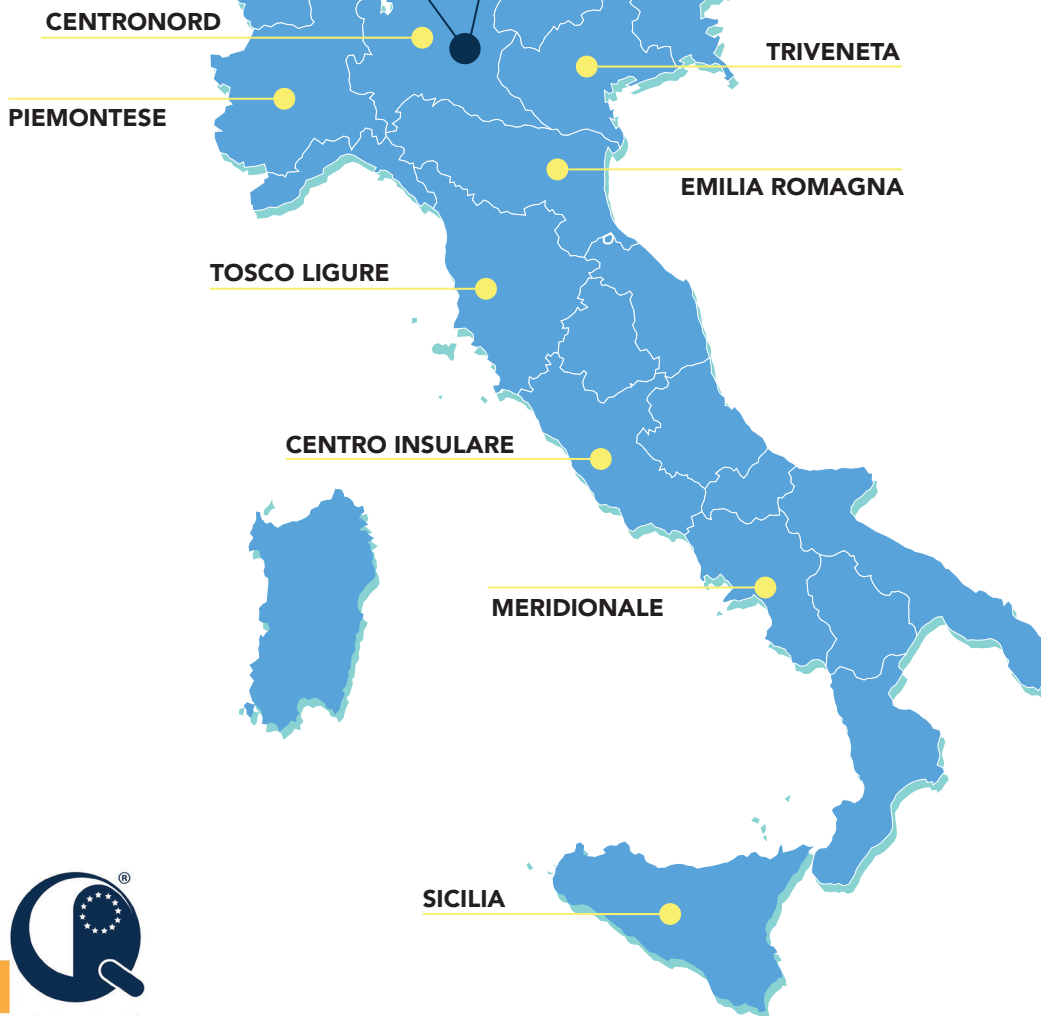 CENTRONORD
TRIVENETA
PIEMONTESE
EMILIA ROMAGNA
TOSCO LIGURE
CENTRO INSULARE
MERIDIONALE
SICILIA
®